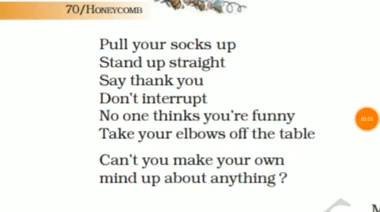 70/HONEYCOMB
Pull your socks up
Stand up straight
Say thank you
Don't interrupt
No one thinks you're funny
Take your elbows off the table
Can't you make your own
mind up about anything ?